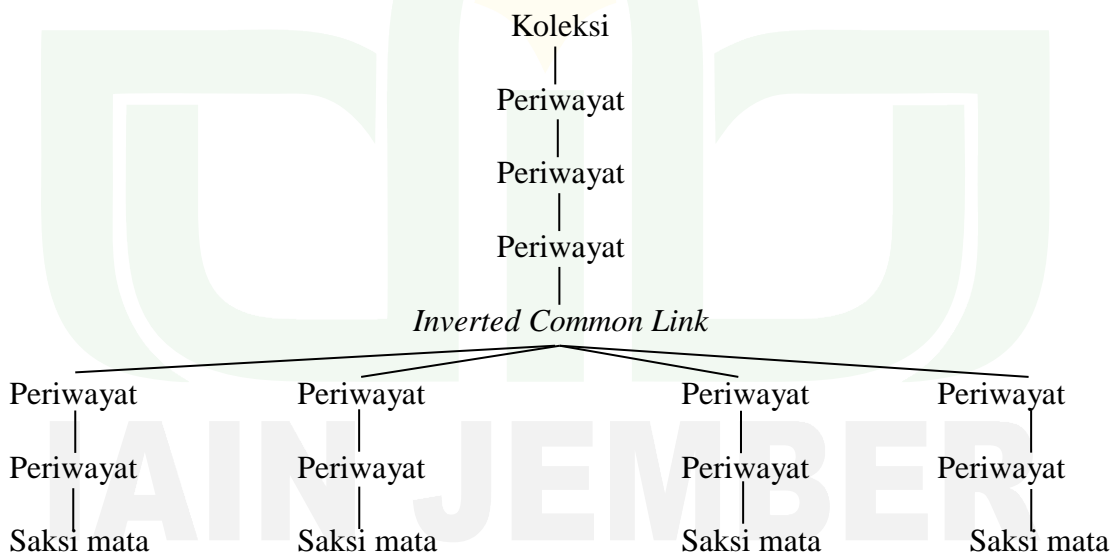 Koleksi
Periwayat
Periwayat
Periwayat
Inverted Common Link
Periwayat Periwayat Periwayat Periwayat
Periwayat Periwayat Periwayat Periwayat
Saksi mata Saksi mata Saksi mata Saksi mata
IAIN JEMBER